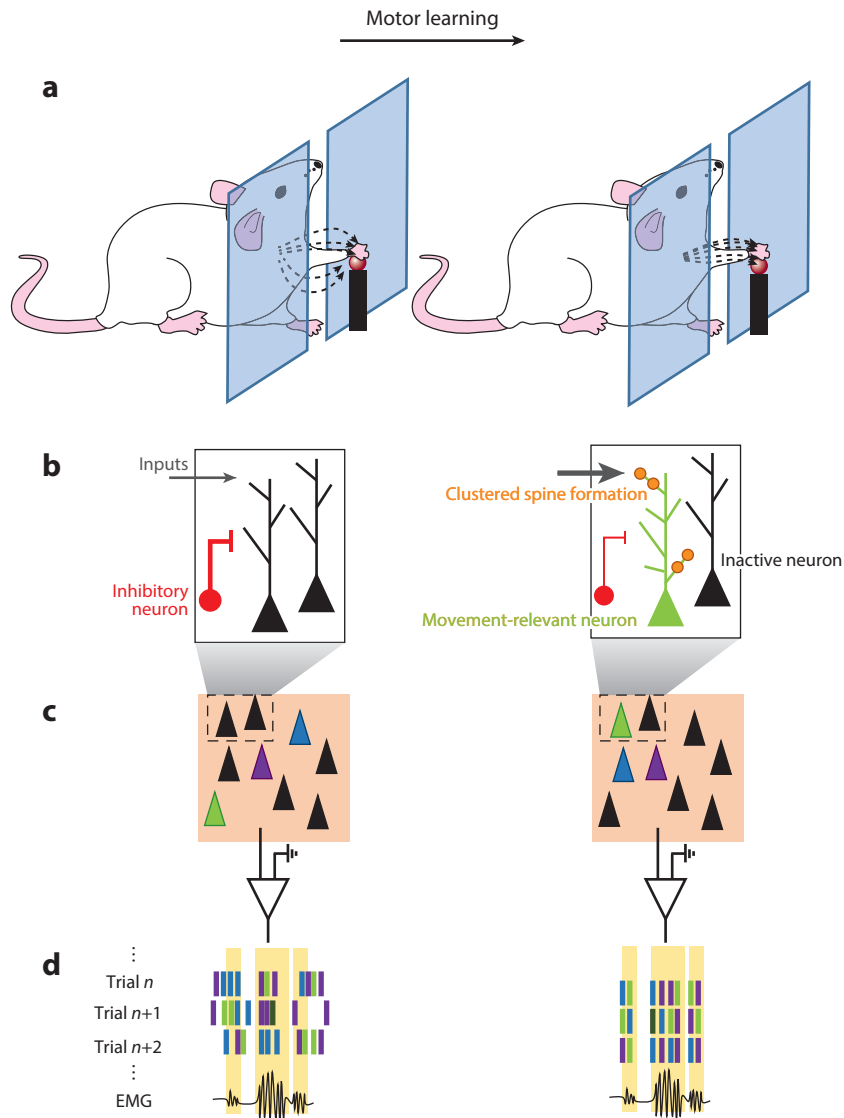 Motor learning
a
b
Inputs
Inhibitory
neuron
Clustered spine formation
Inactive neuron
Movement-relevant neuron
c
d
Trial n
Trial n+1
Trial n+2
EMG